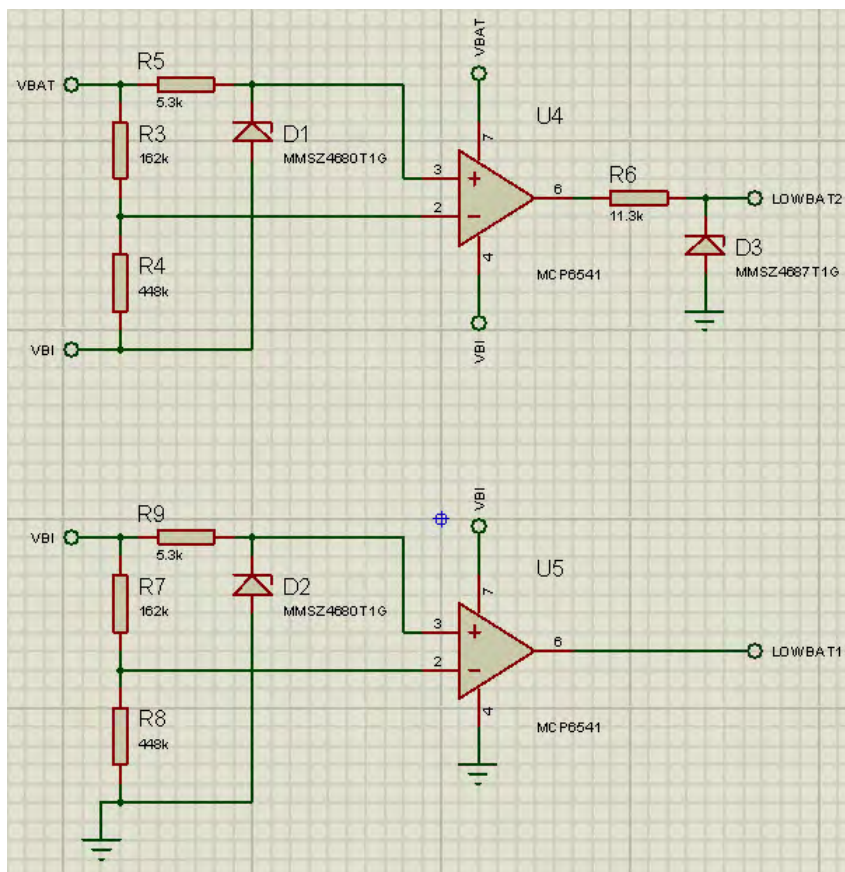 VBAT
R5
5.3k
R3
162k
D1
MMSZ4680T1G
R4
448k
VBI
VBAT
U4
7
3
2
6
4
MCP6541
VBI
R6
11.3k
LOWBAT2
D3
MMSZ4687T1G
VBI
R9
5.3k
R7
162k
D2
MMSZ4680T1G
R8
448k
VBI
U5
7
3
2
6
4
MCP6541
LOWBAT1